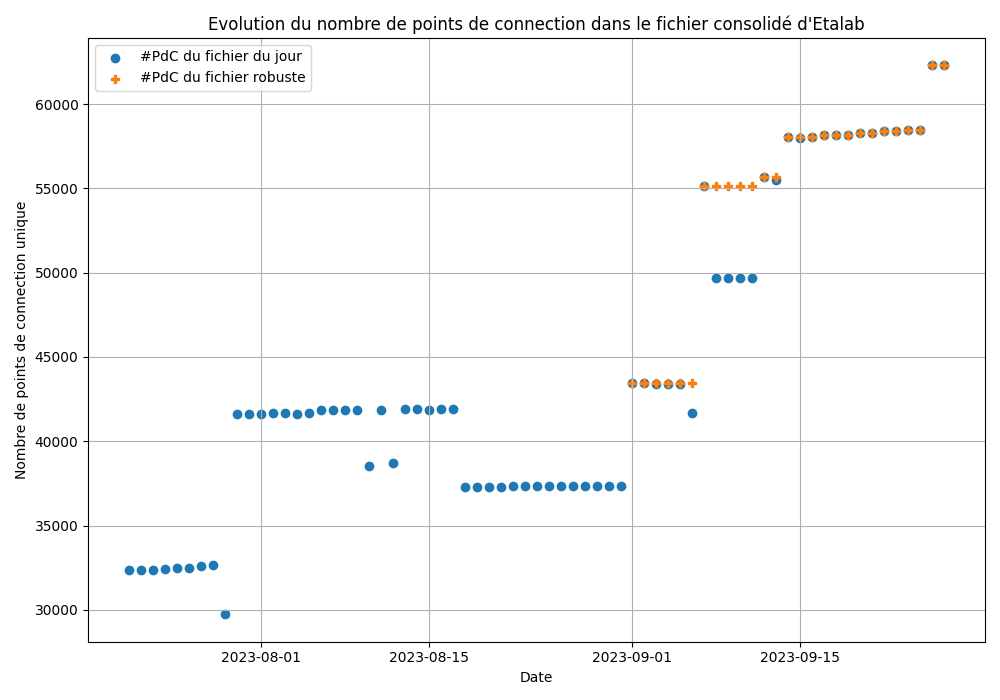 Evolution du nombre de points de connection dans le fichier consolidé d'Etalab
#PdC du fichier du jour
#PdC du fichier robuste
60000
55000
50000
45000
40000
35000
30000
Nombre de points de connection unique
2023-08-01
2023-08-15
2023-09-01
2023-09-15
Date